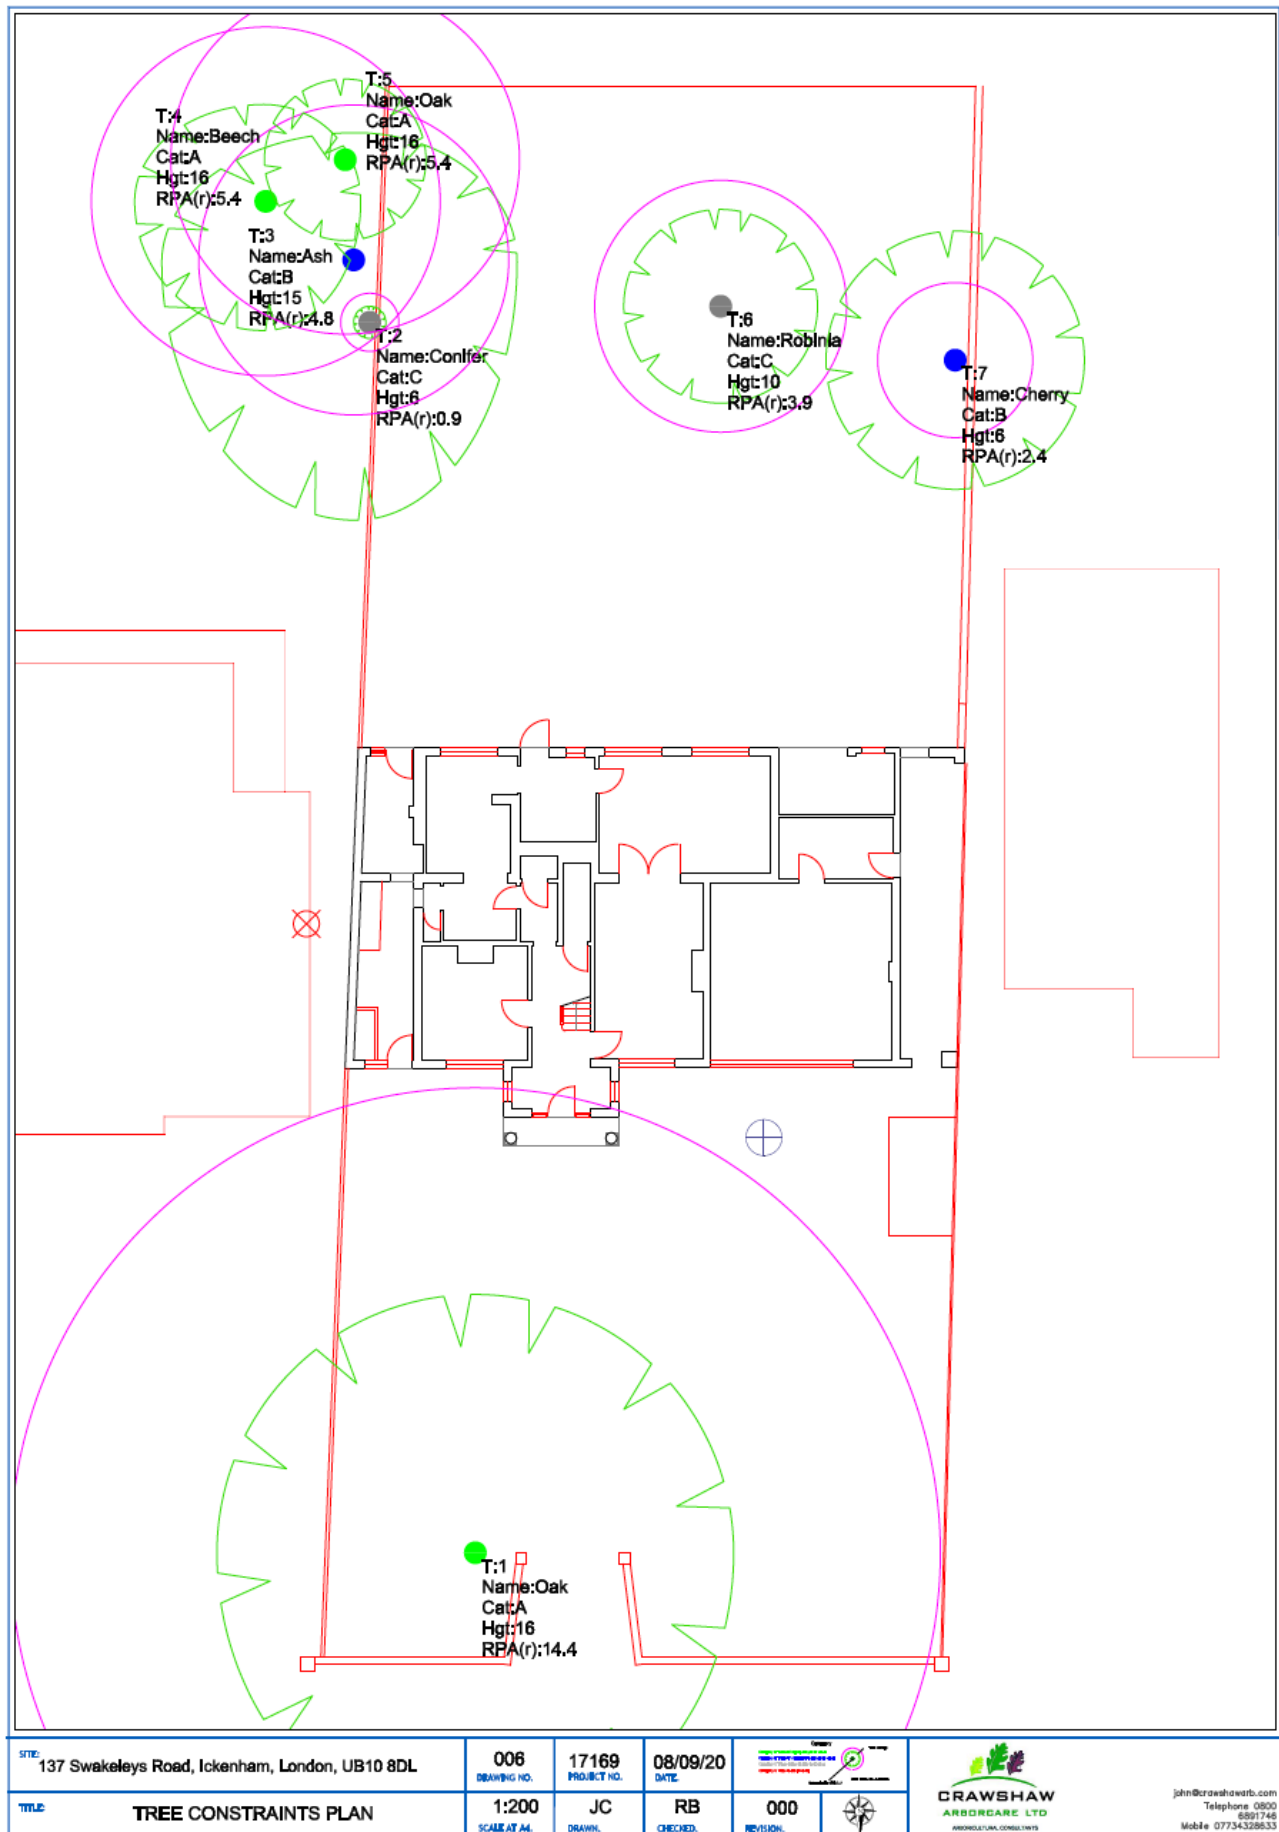 T:5
Name:Oak
Cat:A
Hgt:16
RPA(r):5.4
T:4
Name:Beech
Cat:A
Hgt:16
RPA(r):5.4
T:3
Name:Ash
Cat:B
Hgt:15
RPA(r):4.8
T:2
Name:Conifer
Cat:C
Hgt:6
RPA(r):0.9
T:6
Name:Robinia
Cat:C
Hgt:10
RPA(r):3.9
T:7
Name:Cherry
Cat:B
Hgt:6
RPA(r):2.4
T:1
Name:Oak
Cat:A
Hgt:16
RPA(r):14.4
SITE:
137 Swakeleys Road, Ickenham, London, UB10 8DL
006
DRAWING NO.
17169
PROJECT NO.
08/09/20
DATE.
TITLE:
TREE CONSTRAINTS PLAN
1:200
SCALE AT A4.
JC
DRAWN.
RB
CHECKED.
000
REVISION.
CRAWSHAW
ARBORCARE LTD
ARBORICULTURAL CONSULTANTS
john@crawshawarb.com
Telephone 0800
6891746
Mobile 07734328633